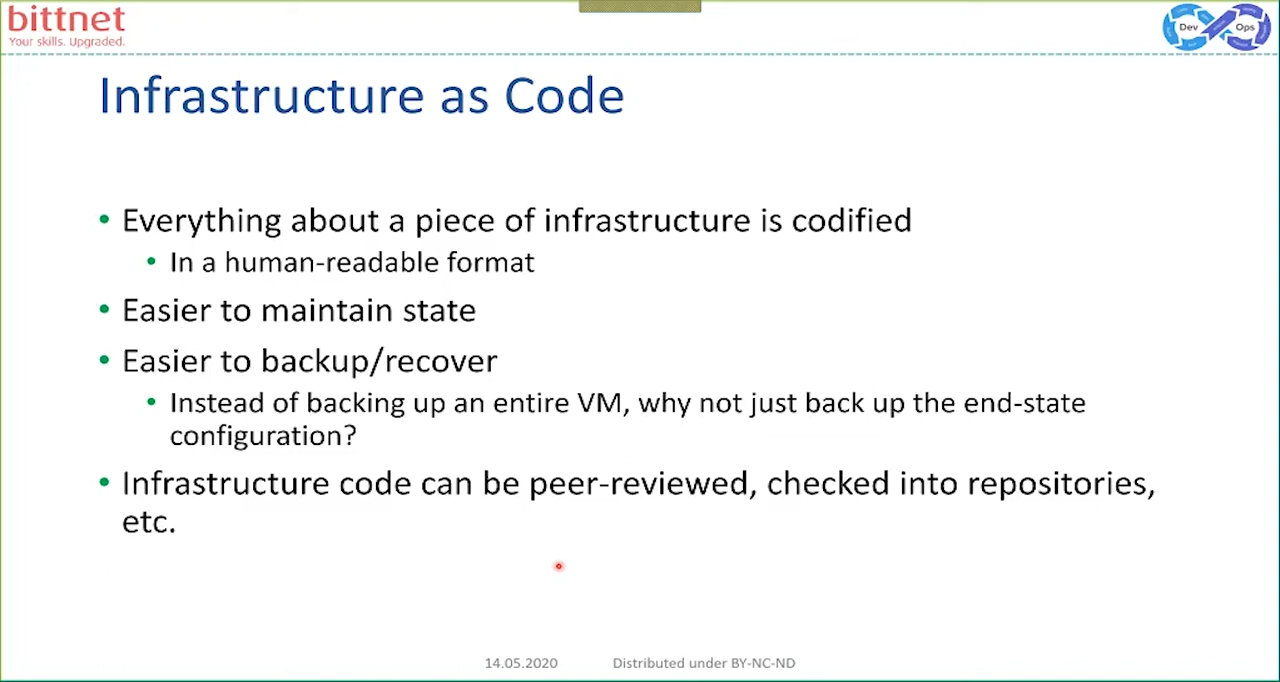 bittnet
Your skills. Upgraded.
Dev
Ops
Infrastructure as Code
• Everything about a piece of infrastructure is codified
• In a human-readable format
• Easier to maintain state
• Easier to backup/recover
• Instead of backing up an entire VM, why not just back up the end-state
configuration?
• Infrastructure code can be peer-reviewed, checked into repositories,
etc.
14.05.2020
Distributed under BY-NC-ND